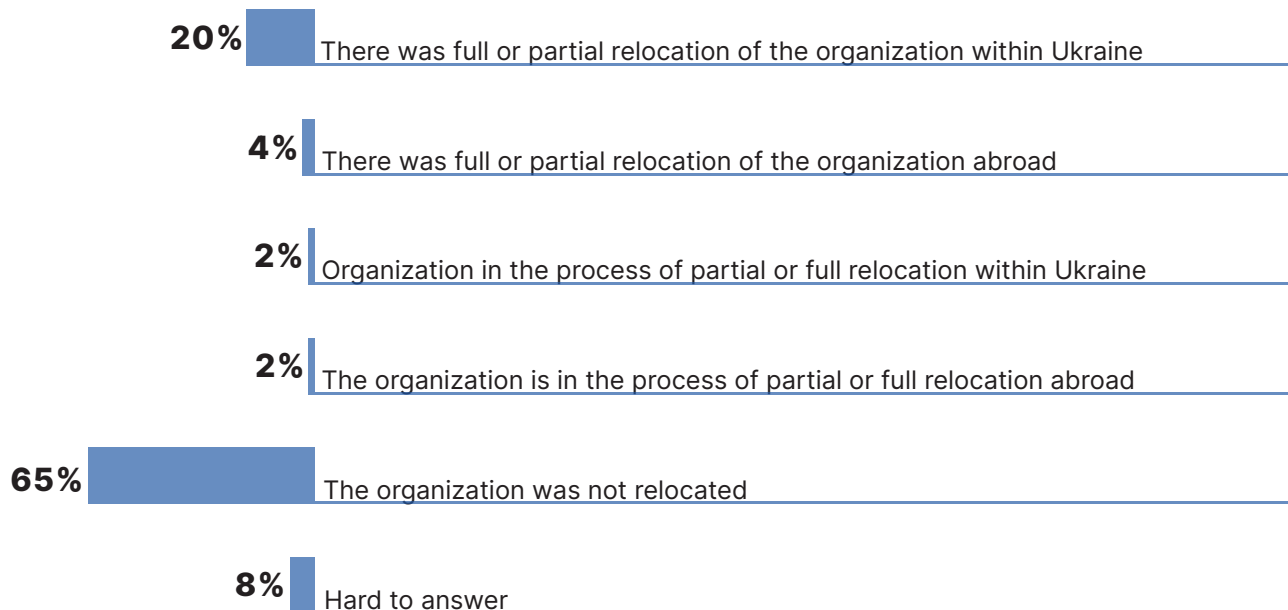 20% There was full or partial relocation of the organization within Ukraine
4% There was full or partial relocation of the organization abroad
2% Organization in the process of partial or full relocation within Ukraine
2% The organization is in the process of partial or full relocation abroad
65% The organization was not relocated
8% Hard to answer